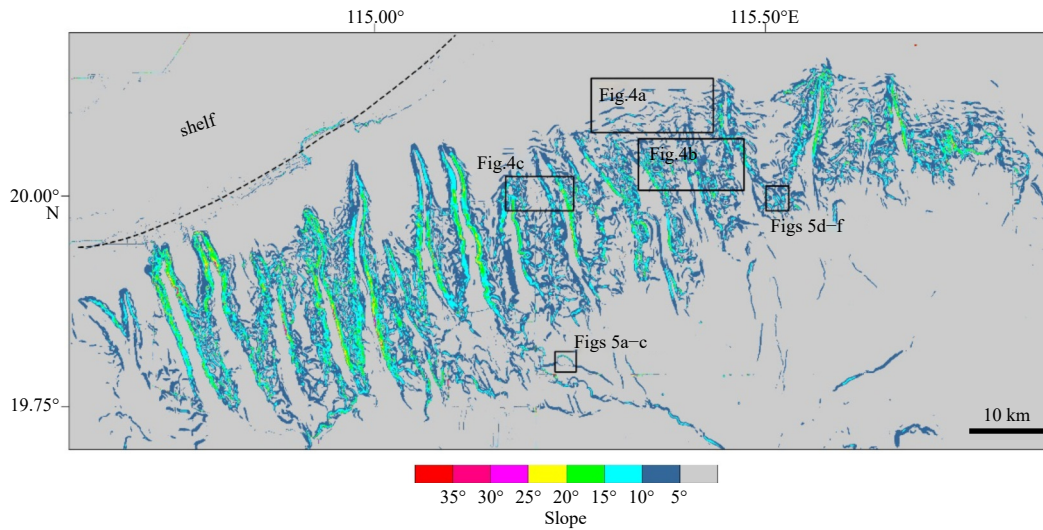 115.00°
115.50°E
Fig.4a
shelf
Fig.4b
Fig.4c
20.00°
N
Figs 5d−f
Figs 5a−c
19.75°
10 km
35° 30° 25° 20° 15° 10° 5°
Slope